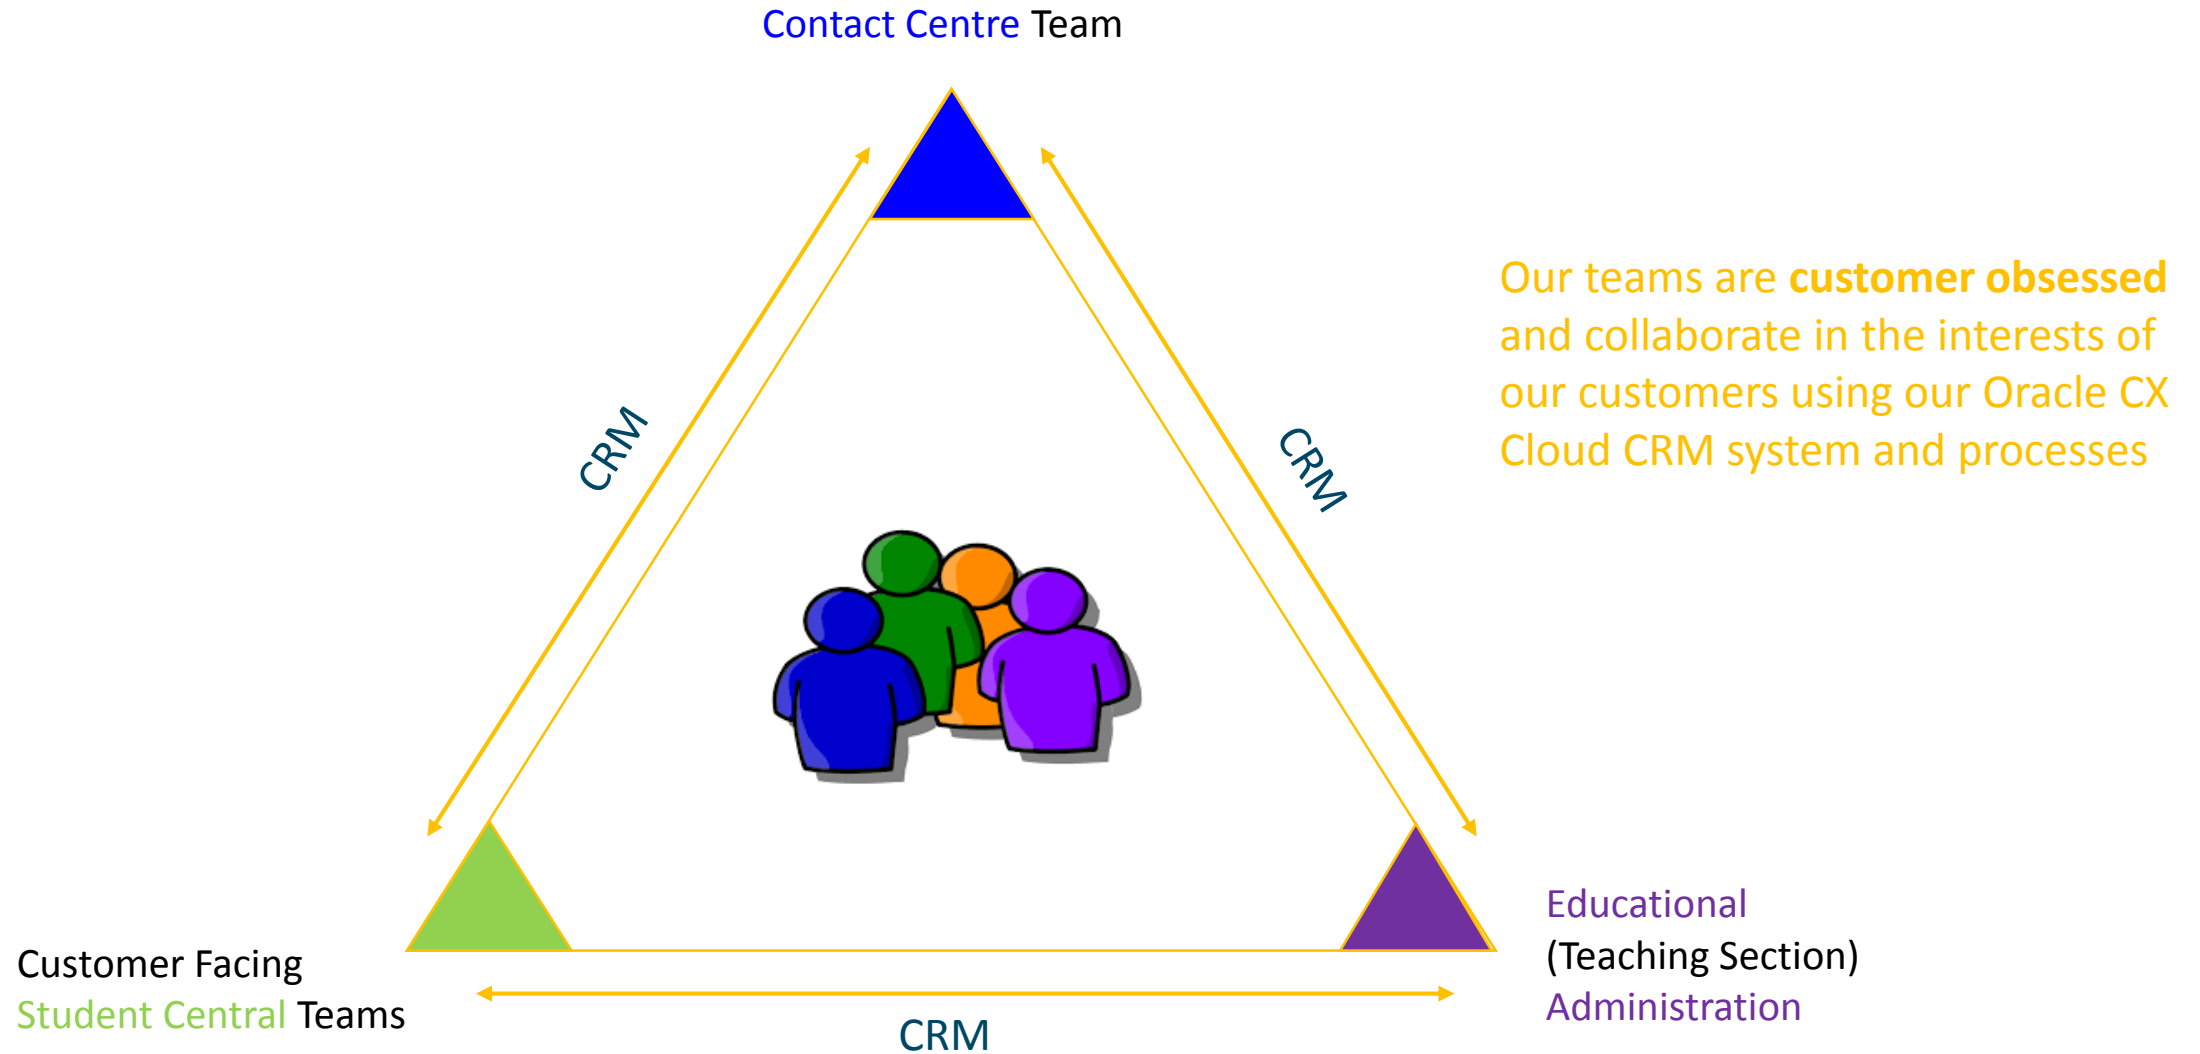 Contact Centre Team
Our teams are customer obsessed
and collaborate in the interests of
our customers using our Oracle CX
Cloud CRM system and processes
CRM
CRM
Educational
(Teaching Section)
Administration
Customer Facing
Student Central Teams
CRM